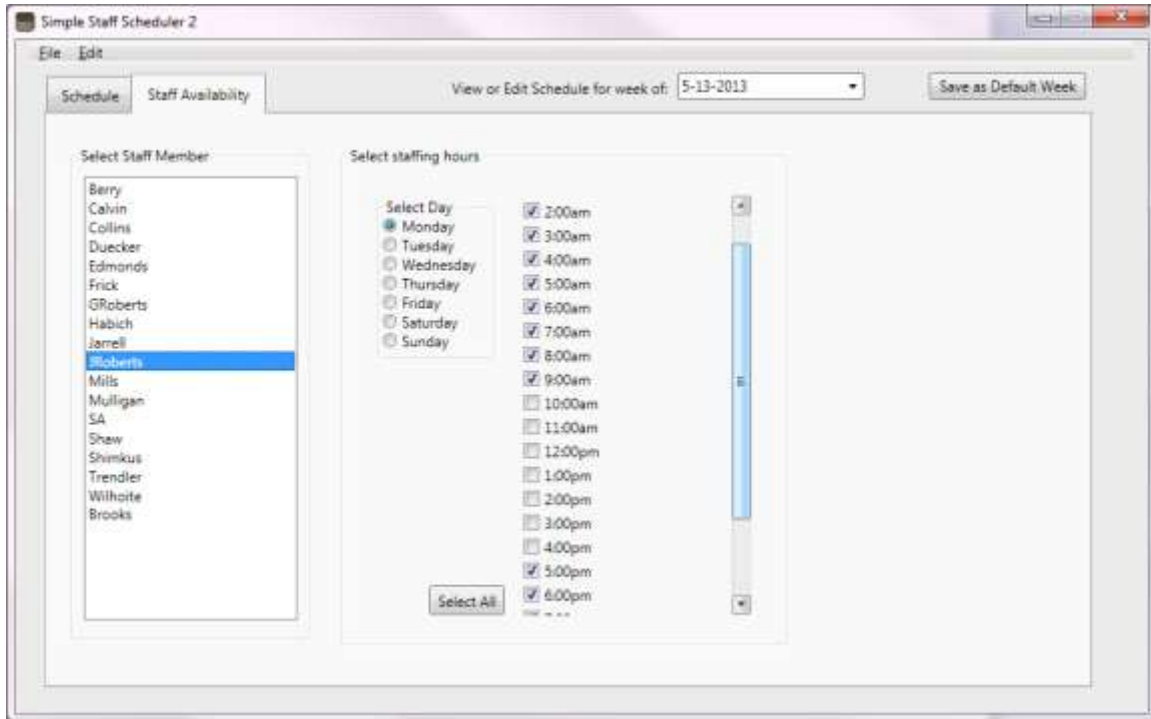 Simple Staff Scheduler 2
File Edit
Schedule Staff Availability View or Edit Schedule for week of: 5-13-2013 Save as Default Week
Select Staff Member
Berry
Calvin
Collins
Duecker
Edmonds
Frick
GRoberts
Habich
Jarrell
JRoberts
Mills
Mulligan
SA
Shaw
Shimkus
Trendler
Wilhoite
Brooks
Select staffing hours
Select Day
Monday
Tuesday
Wednesday
Thursday
Friday
Saturday
Sunday
2:00am
3:00am
4:00am
5:00am
6:00am
7:00am
8:00am
9:00am
10:00am
11:00am
12:00pm
1:00pm
2:00pm
3:00pm
4:00pm
5:00pm
6:00pm
Select All